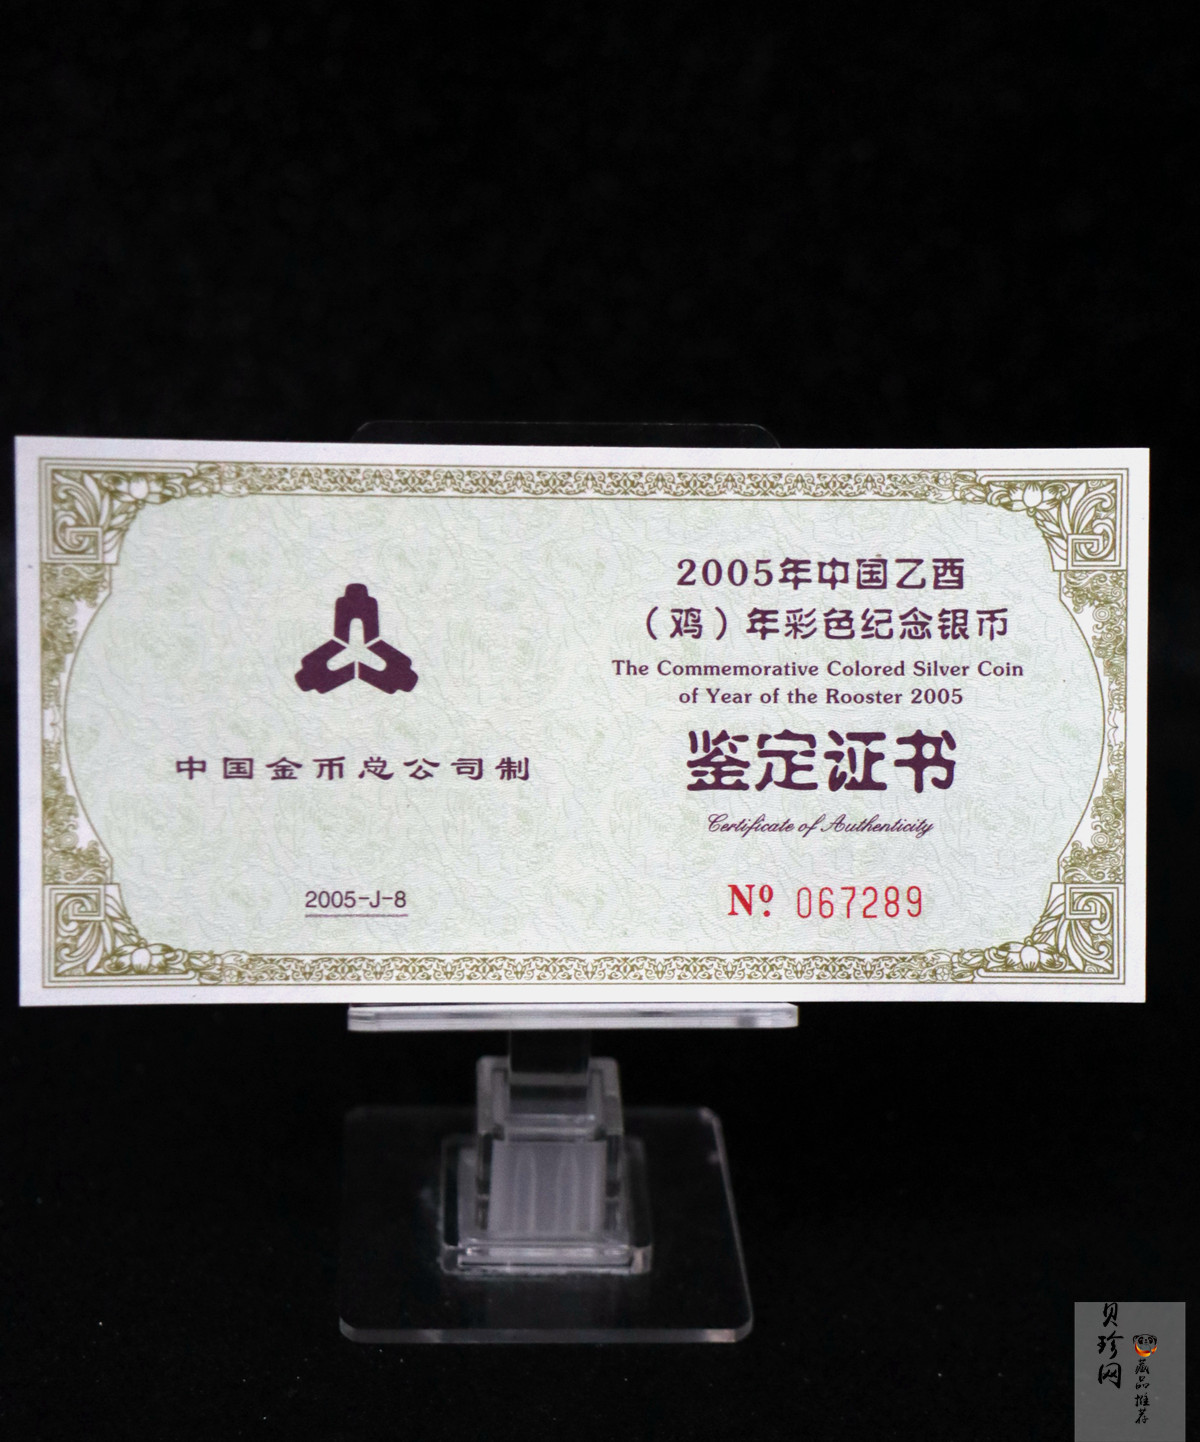 中国金币总公司制
2005-J-8
2005年中国乙酉
（鸡）年彩色纪念银币
The Commemorative Colored Silver Coin
of Year of the Rooster 2005
鉴定证书
Certificate of Authenticity
Nº 067289
贝珍网
藏品推荐